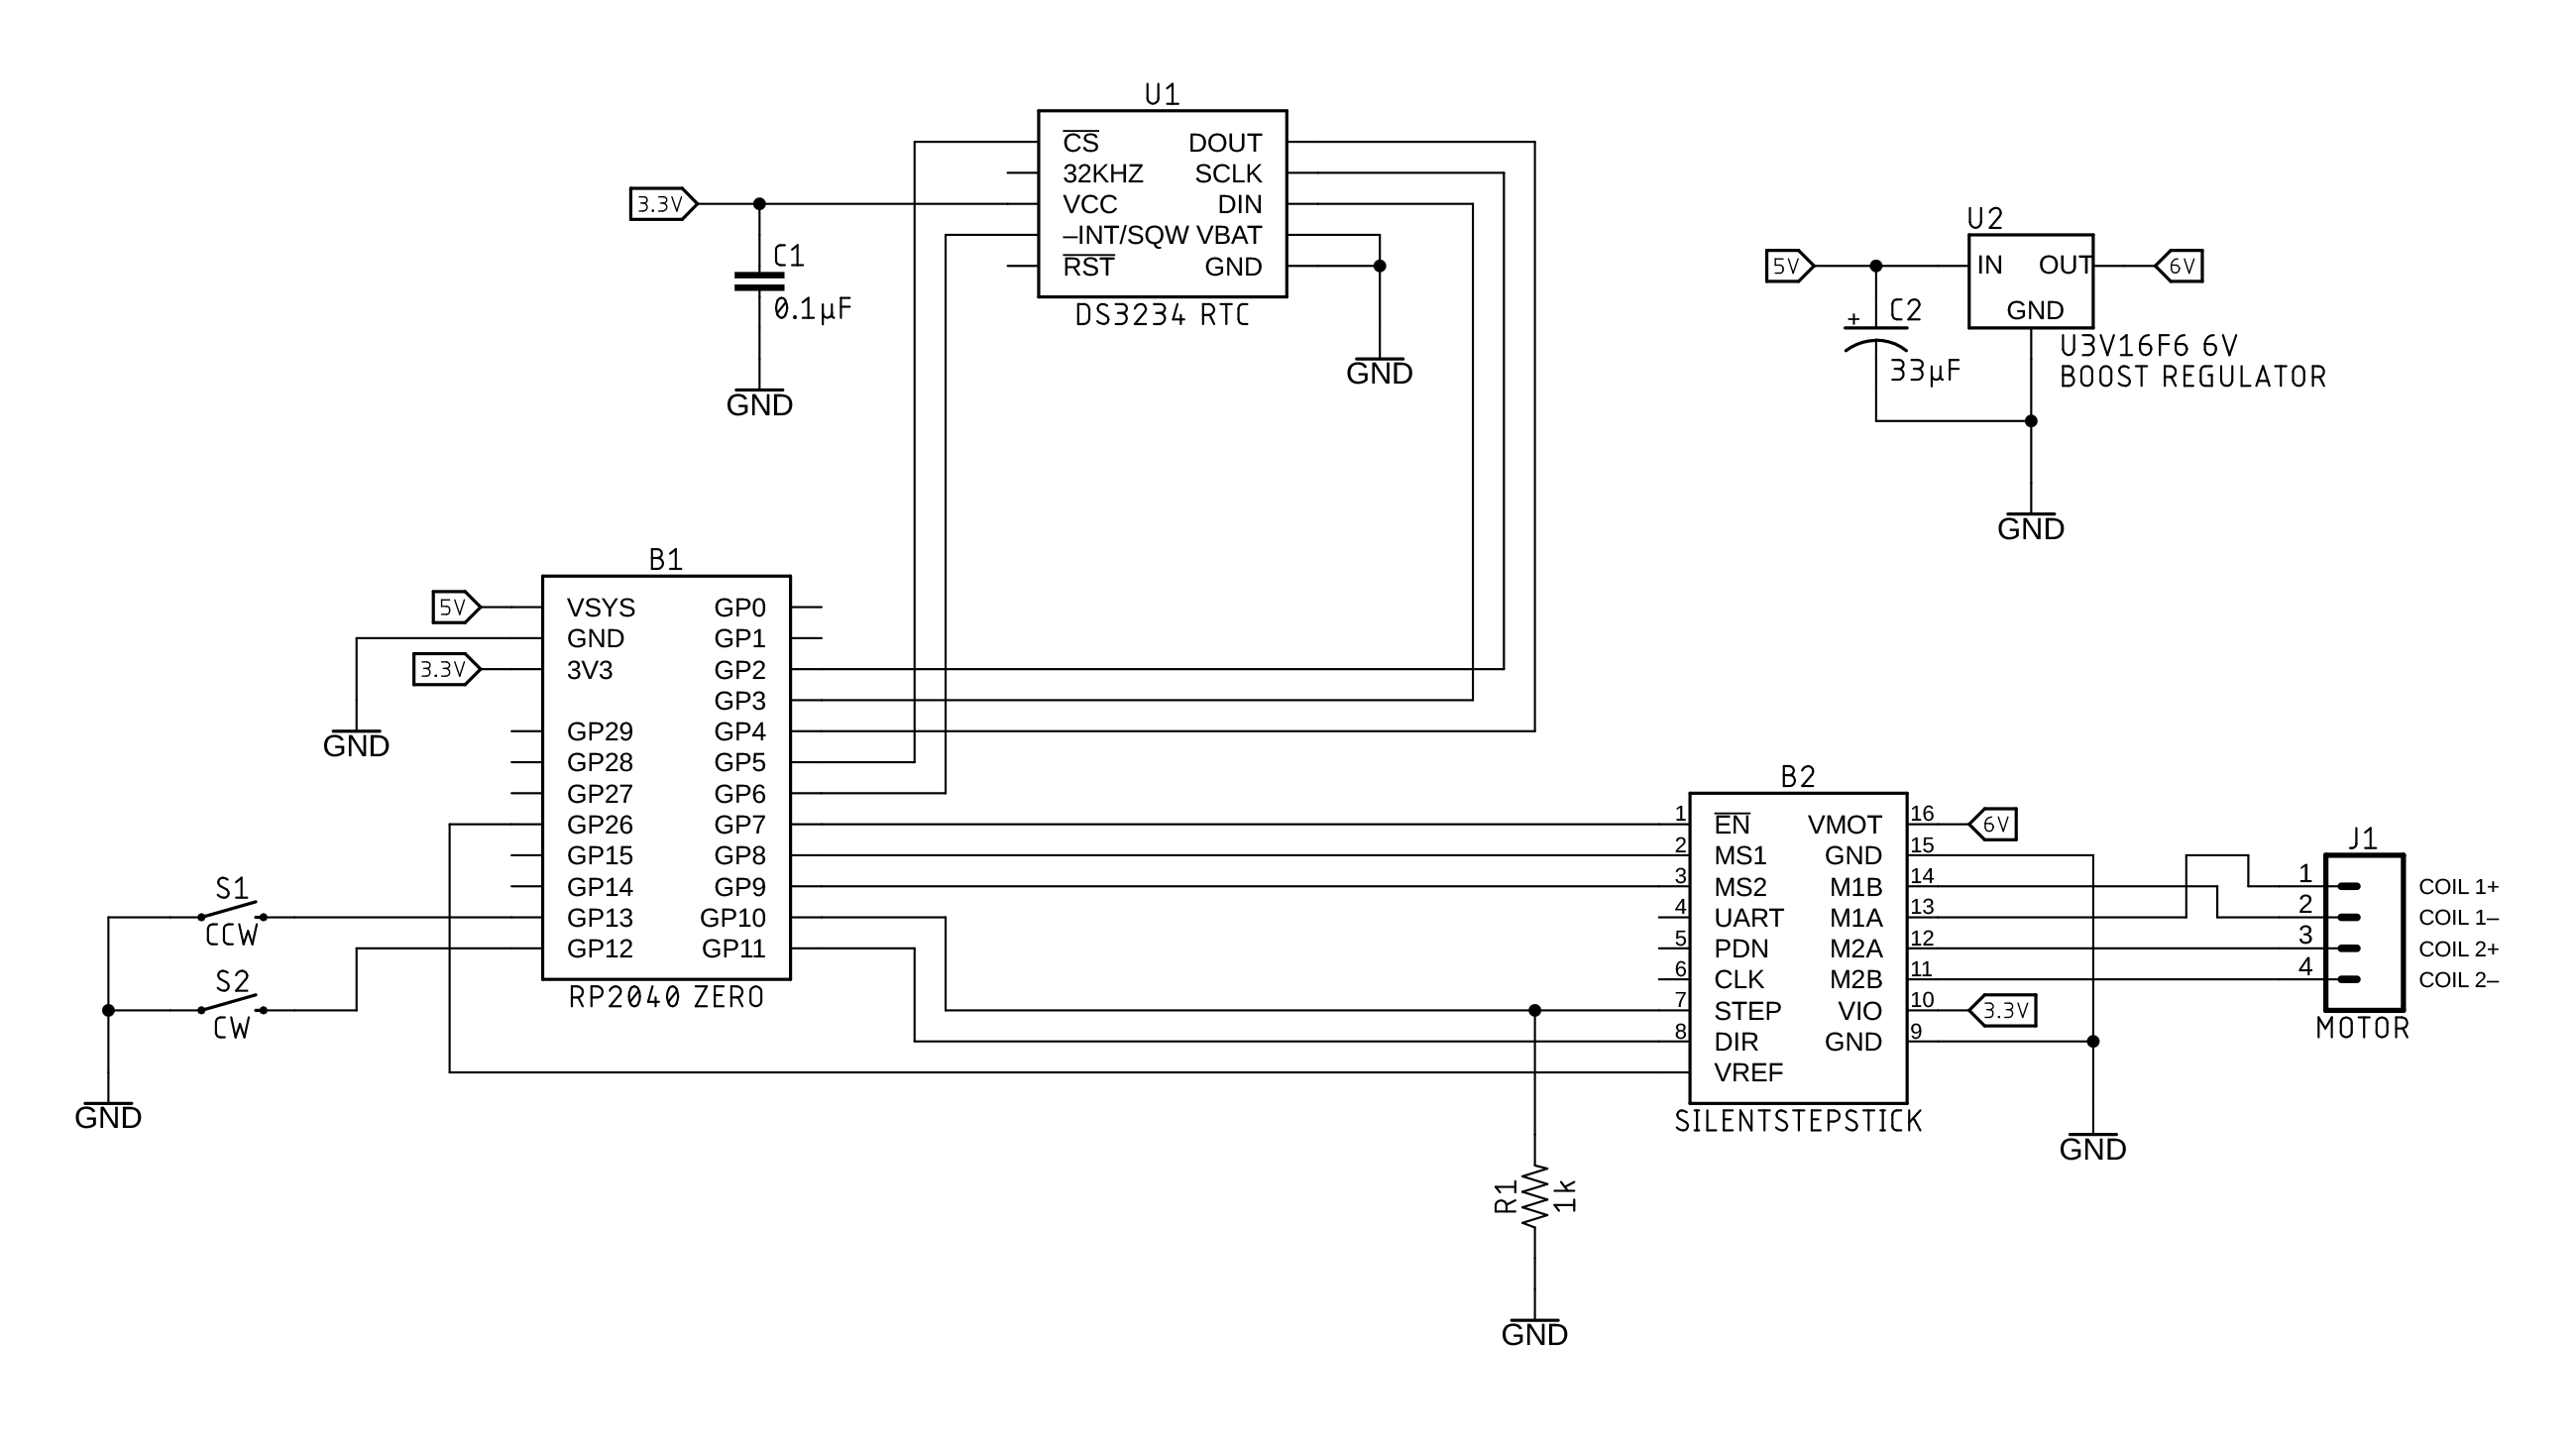 U1
C̅S̅ DOUT
32KHZ SCLK
VCC DIN
–INT/SQW VBAT
R̅S̅T̅ GND
DS3234 RTC
3.3V
C1
0.1µF
GND
GND
U2
5V
IN OUT
GND
6V
+
C2
33µF
U3V16F6 6V
BOOST REGULATOR
GND
B1
5V
3.3V
GND
VSYS GP0
GND GP1
3V3 GP2
GP3
GP29 GP4
GP28 GP5
GP27 GP6
GP26 GP7
GP15 GP8
GP14 GP9
GP13 GP10
GP12 GP11
RP2040 ZERO
S1
CCW
S2
CW
GND
B2
1 E̅N̅ VMOT 16
2 MS1 GND 15
3 MS2 M1B 14
4 UART M1A 13
5 PDN M2A 12
6 CLK M2B 11
7 STEP VIO 10
8 DIR GND 9
VREF
SILENTSTEPSTICK
6V
3.3V
GND
J1
1 COIL 1+
2 COIL 1–
3 COIL 2+
4 COIL 2–
MOTOR
R1
1k
GND